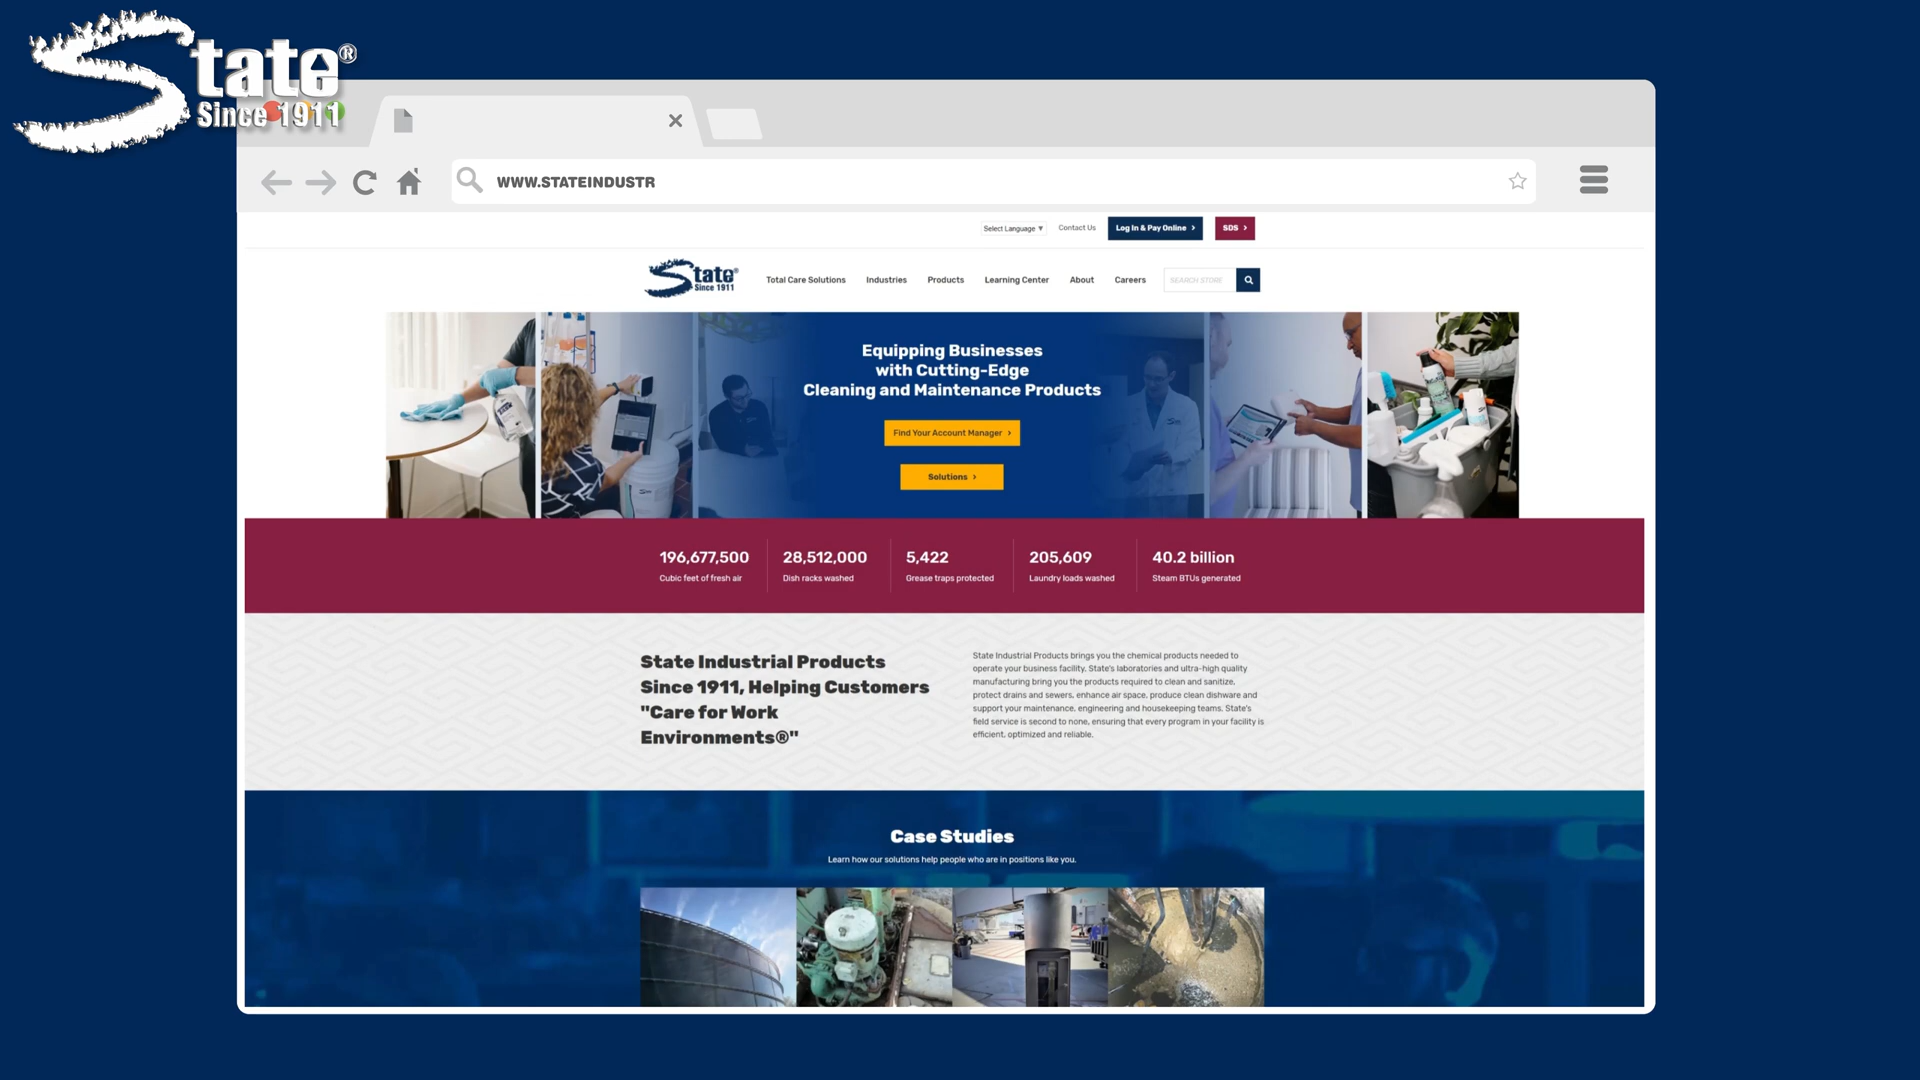 State®
Since 1911
WWW.STATEINDUSTR
Select Language ▼
Contact Us
Log In & Pay Online >
SDS >
State®
Since 1911
Total Care Solutions
Industries
Products
Learning Center
About
Careers
SEARCH STORE
Equipping Businesses
with Cutting-Edge
Cleaning and Maintenance Products
Find Your Account Manager >
Solutions >
196,677,500
Cubic feet of fresh air
28,512,000
Dish racks washed
5,422
Grease traps protected
205,609
Laundry loads washed
40.2 billion
Steam BTUs generated
State Industrial Products
Since 1911, Helping Customers
"Care for Work
Environments®"
State Industrial Products brings you the chemical products needed to
operate your business facility. State's laboratories and ultra-high quality
manufacturing bring you the products required to clean and sanitize,
protect drains and sewers, enhance air space, produce clean dishware and
support your maintenance, engineering and housekeeping teams. State's
field service is second to none, ensuring that every program in your facility is
efficient, optimized and reliable.
Case Studies
Learn how our solutions help people who are in positions like you.